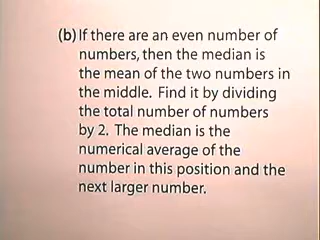 (b) If there are an even number of
numbers, then the median is
the mean of the two numbers in
the middle. Find it by dividing
the total number of numbers
by 2. The median is the
numerical average of the
number in this position and the
next larger number.